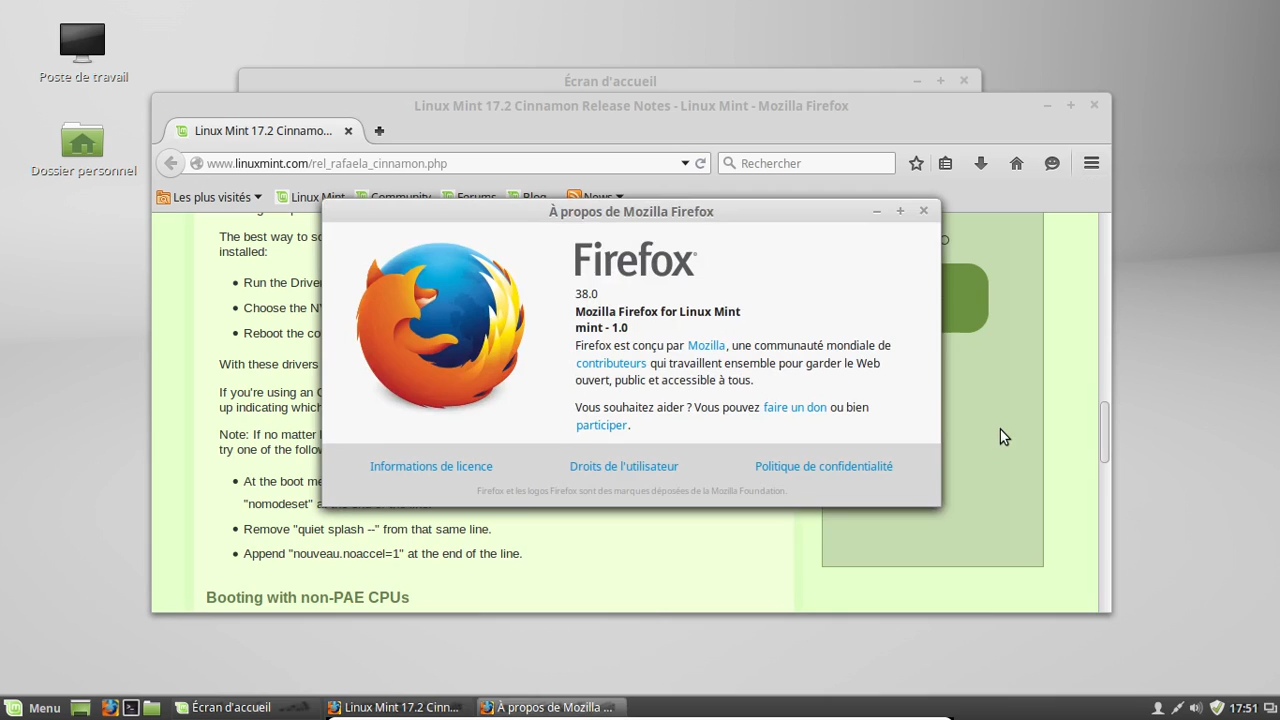 Poste de travail
Dossier personnel
Écran d'accueil
Linux Mint 17.2 Cinnamon Release Notes - Linux Mint - Mozilla Firefox
Linux Mint 17.2 Cinnamo...
www.linuxmint.com/rel_rafaela_cinnamon.php
Rechercher
Les plus visités
Linux Mint
Community
Forums
Blog
News
The best way to
installed:
Run the
Choose the
Reboot the
With these drivers
If you're using an
up indicating which
Note: If no matter
try one of the
At the boot
"nomodeset"
Remove "quiet splash --" from that same line.
Append "nouveau.noaccel=1" at the end of the line.
Booting with non-PAE CPUs
À propos de Mozilla Firefox
Firefox
38.0
Mozilla Firefox for Linux Mint
mint - 1.0
Firefox est conçu par Mozilla, une communauté mondiale de
contributeurs qui travaillent ensemble pour garder le Web
ouvert, public et accessible à tous.
Vous souhaitez aider ? Vous pouvez faire un don ou bien
participer.
Informations de licence
Droits de l'utilisateur
Politique de confidentialité
Firefox et les logos Firefox sont des marques déposées de la Mozilla Foundation.
Menu
Écran d'accueil
Linux Mint 17.2 Cinn...
À propos de Mozilla ...
17:51